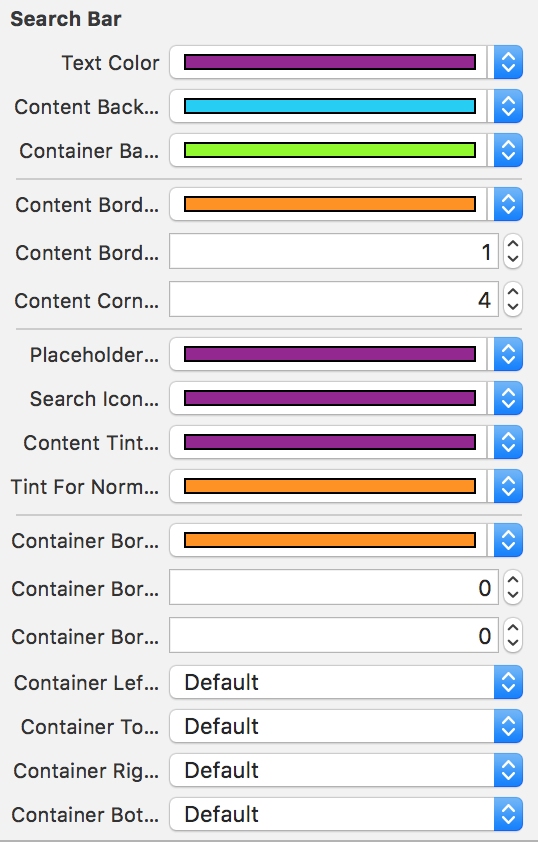 Search Bar
Text Color
Content Back...
Container Ba...
Content Bord...
Content Bord... 1
Content Corn... 4
Placeholder...
Search Icon...
Content Tint...
Tint For Norm...
Container Bor...
Container Bor... 0
Container Bor... 0
Container Lef... Default
Container To... Default
Container Rig... Default
Container Bot... Default